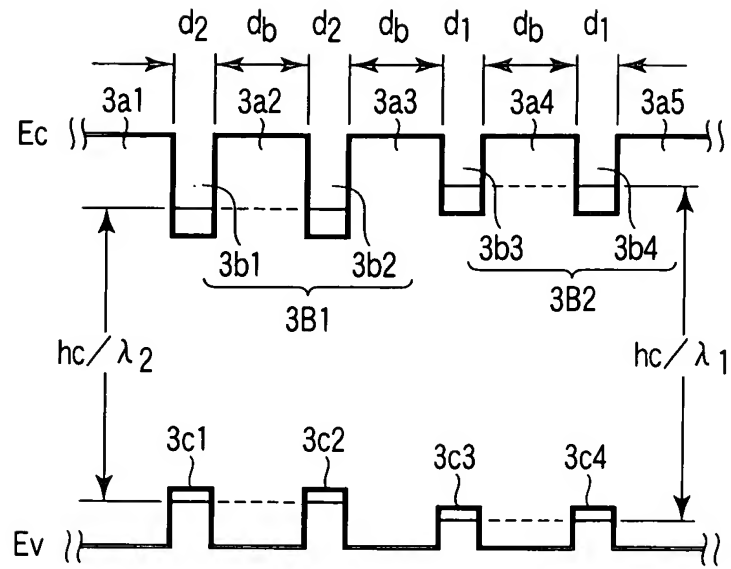 d2 db d2 db d1 db d1
3a1 3a2 3a3 3a4 3a5
Ec
3b1 3b2 3b3 3b4
3B1 3B2
hc/λ2 hc/λ1
3c1 3c2 3c3 3c4
Ev